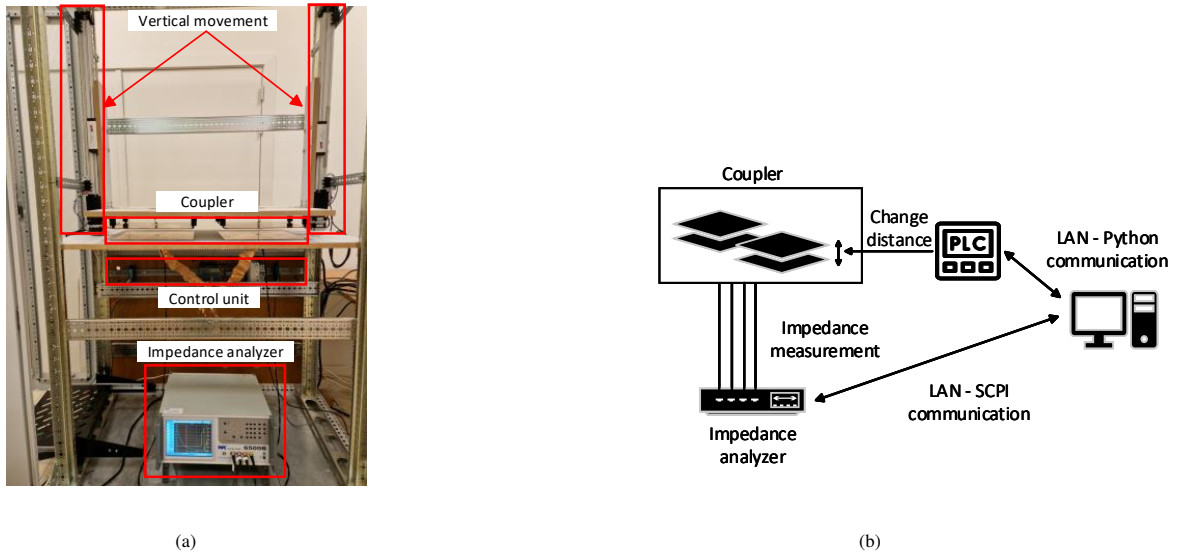 Vertical movement
Coupler
Control unit
Impedance analyzer
6500B
(a)
Coupler
Change
distance
PLC
LAN - Python
communication
Impedance
measurement
LAN - SCPI
communication
Impedance
analyzer
(b)